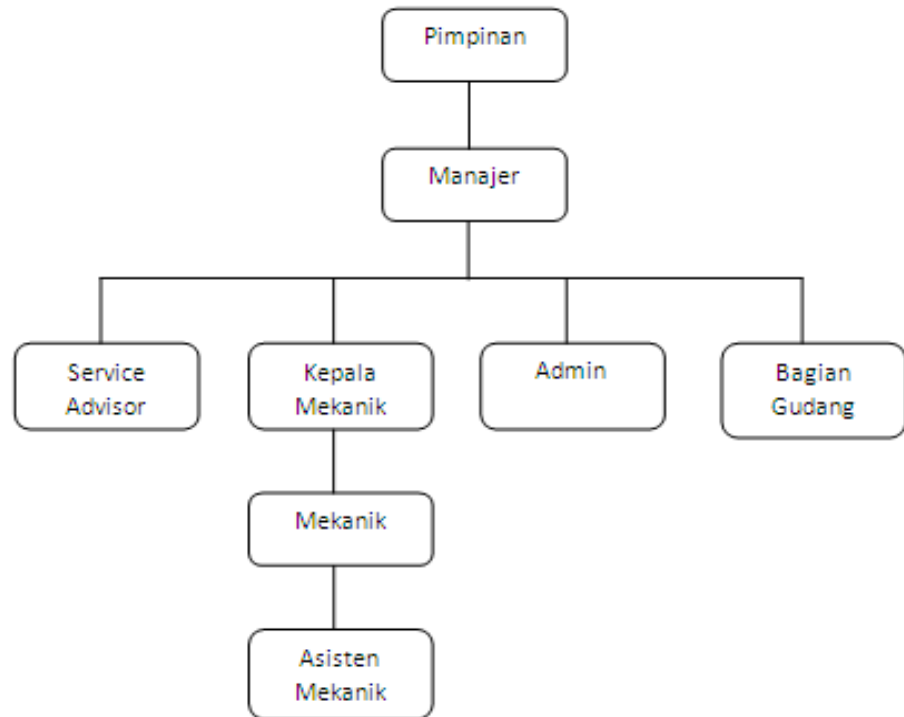 Pimpinan
Manajer
Service
Advisor
Kepala
Mekanik
Admin
Bagian
Gudang
Mekanik
Asisten
Mekanik